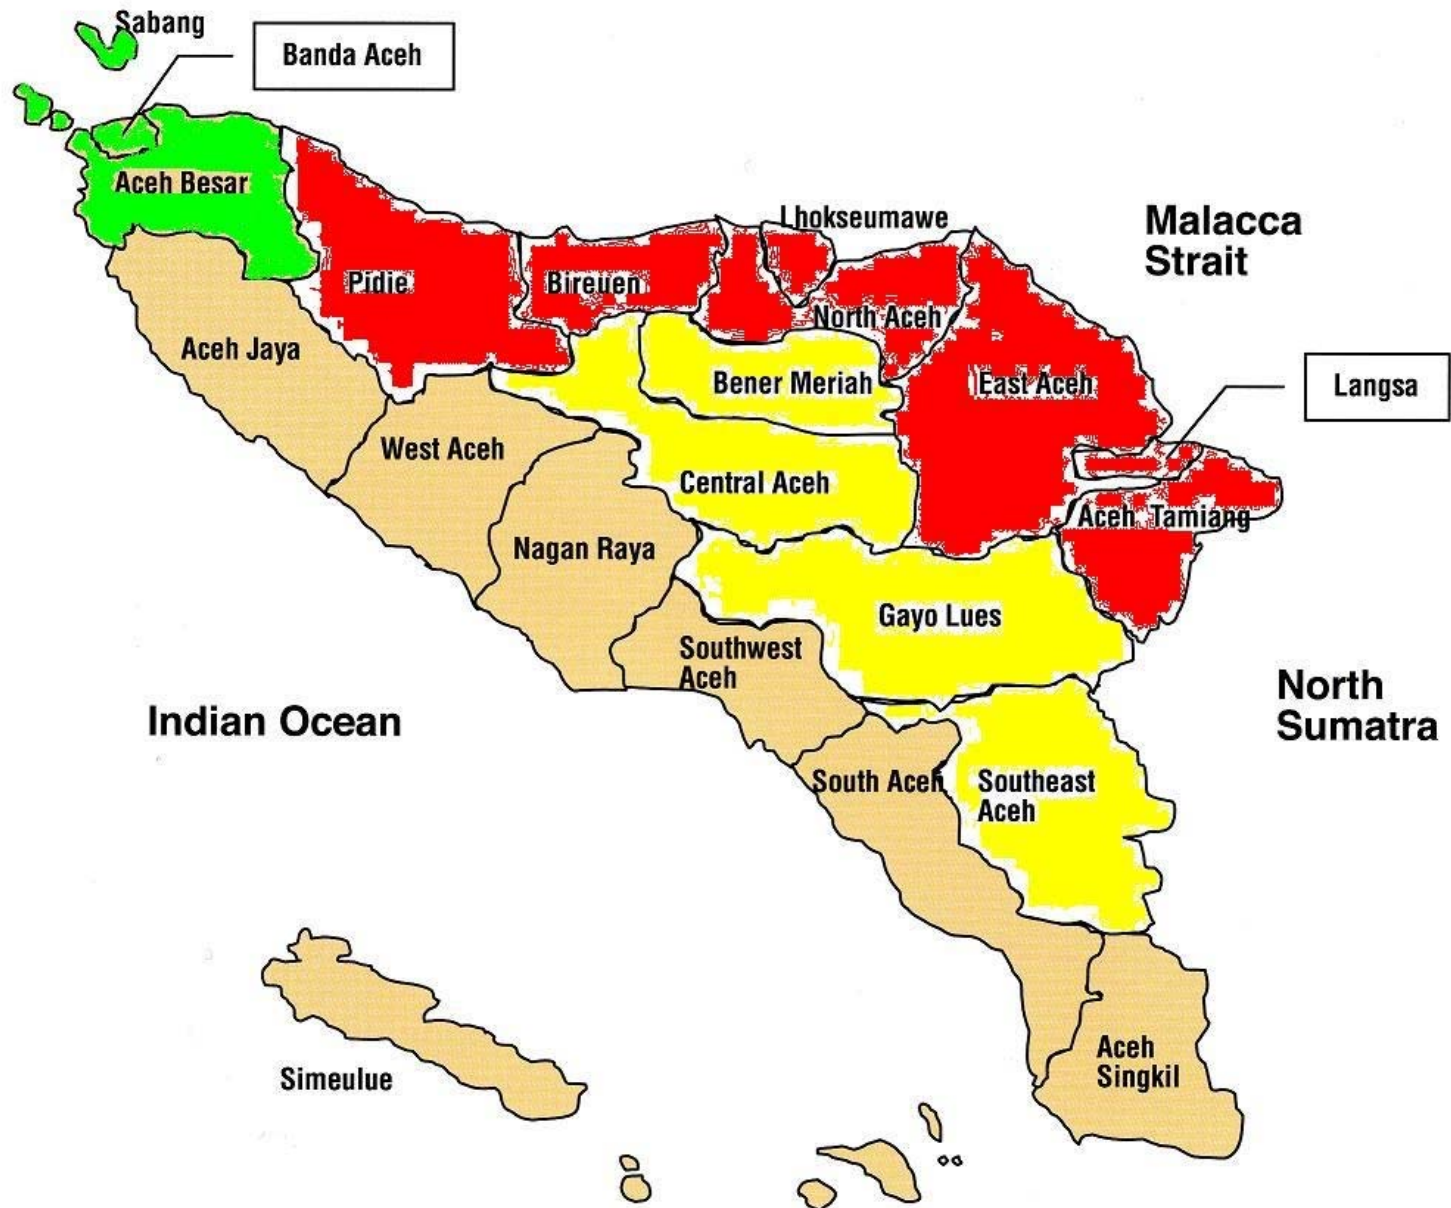 Sabang
Banda Aceh
Aceh Besar
Lhokseumawe
Malacca
Strait
Pidie
Bireuen
North Aceh
Aceh Jaya
Bener Meriah
East Aceh
Langsa
West Aceh
Central Aceh
Aceh Tamiang
Nagan Raya
Gayo Lues
Southwest
Aceh
North
Sumatra
Indian Ocean
South Aceh
Southeast
Aceh
Aceh
Singkil
Simeulue